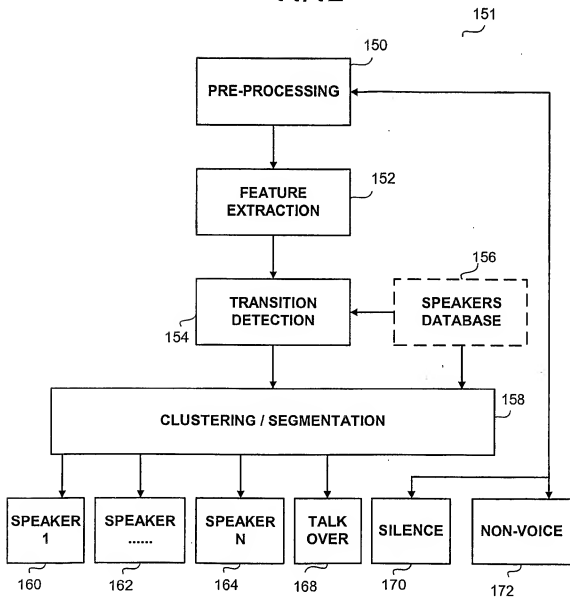 151
150
PRE-PROCESSING
152
FEATURE
EXTRACTION
156
TRANSITION
DETECTION
154
SPEAKERS
DATABASE
158
CLUSTERING / SEGMENTATION
SPEAKER
1
SPEAKER
......
SPEAKER
N
TALK
OVER
SILENCE
NON-VOICE
160
162
164
168
170
172